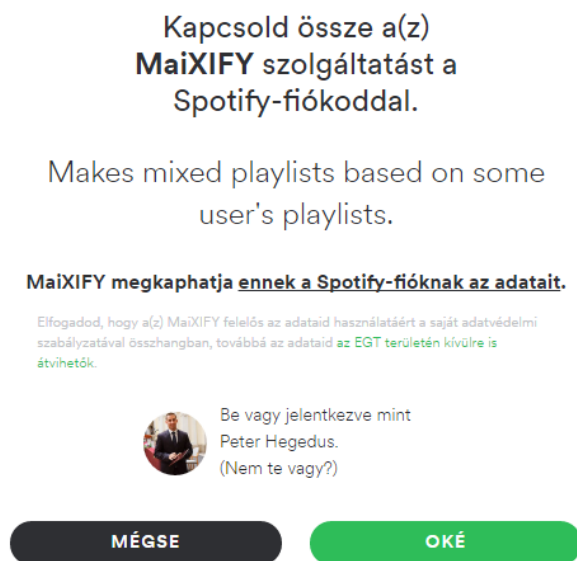 Kapcsold össze a(z)
MaiXIFY szolgáltatást a
Spotify-fiókoddal.
Makes mixed playlists based on some
user's playlists.
MaiXIFY megkaphatja ennek a Spotify-fióknak az adatait.
Elfogadod, hogy a(z) MaiXIFY felelős az adataid használatáért a saját adatvédelmi
szabályzatával összhangban, továbbá az adataid az EGT területén kívülre is
átvihetők.
Be vagy jelentkezve mint
Peter Hegedus.
(Nem te vagy?)
MÉGSE
OKÉ